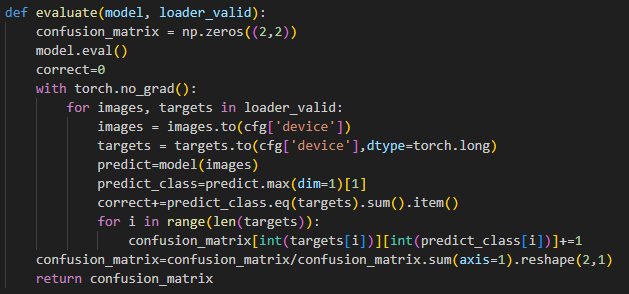 def evaluate(model, loader_valid):
    confusion_matrix = np.zeros((2,2))
    model.eval()
    correct=0
    with torch.no_grad():
        for images, targets in loader_valid:
            images = images.to(cfg['device'])
            targets = targets.to(cfg['device'],dtype=torch.long)
            predict=model(images)
            predict_class=predict.max(dim=1)[1]
            correct+=predict_class.eq(targets).sum().item()
            for i in range(len(targets)):
                confusion_matrix[int(targets[i])][int(predict_class[i])]+=1
    confusion_matrix=confusion_matrix/confusion_matrix.sum(axis=1).reshape(2,1)
    return confusion_matrix